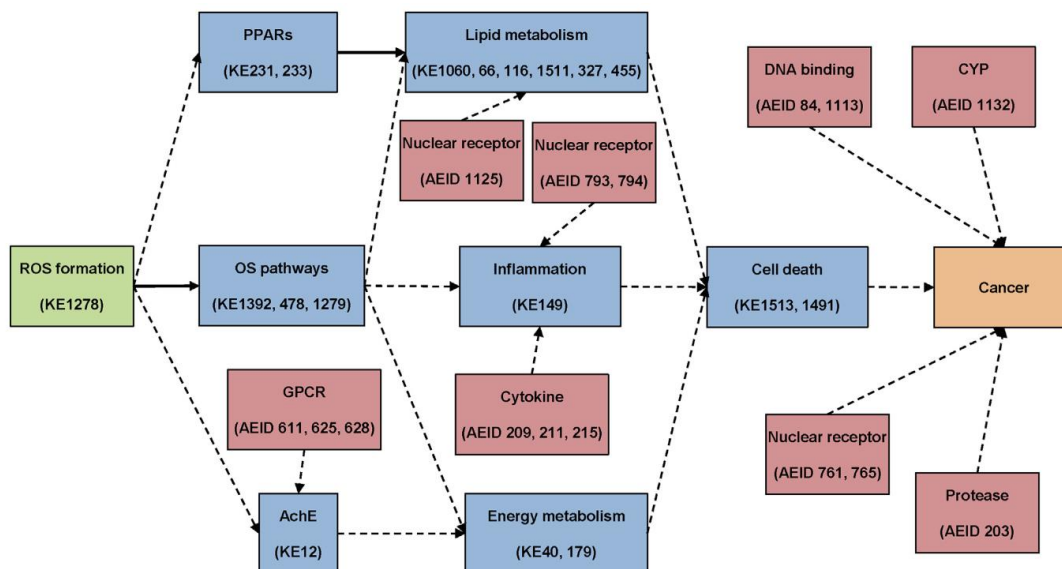 PPARs
(KE231, 233)
Lipid metabolism
(KE1060, 66, 116, 1511, 327, 455)
DNA binding
(AEID 84, 1113)
CYP
(AEID 1132)
Nuclear receptor
(AEID 1125)
Nuclear receptor
(AEID 793, 794)
ROS formation
(KE1278)
OS pathways
(KE1392, 478, 1279)
Inflammation
(KE149)
Cell death
(KE1513, 1491)
Cancer
GPCR
(AEID 611, 625, 628)
Cytokine
(AEID 209, 211, 215)
Nuclear receptor
(AEID 761, 765)
Protease
(AEID 203)
AchE
(KE12)
Energy metabolism
(KE40, 179)